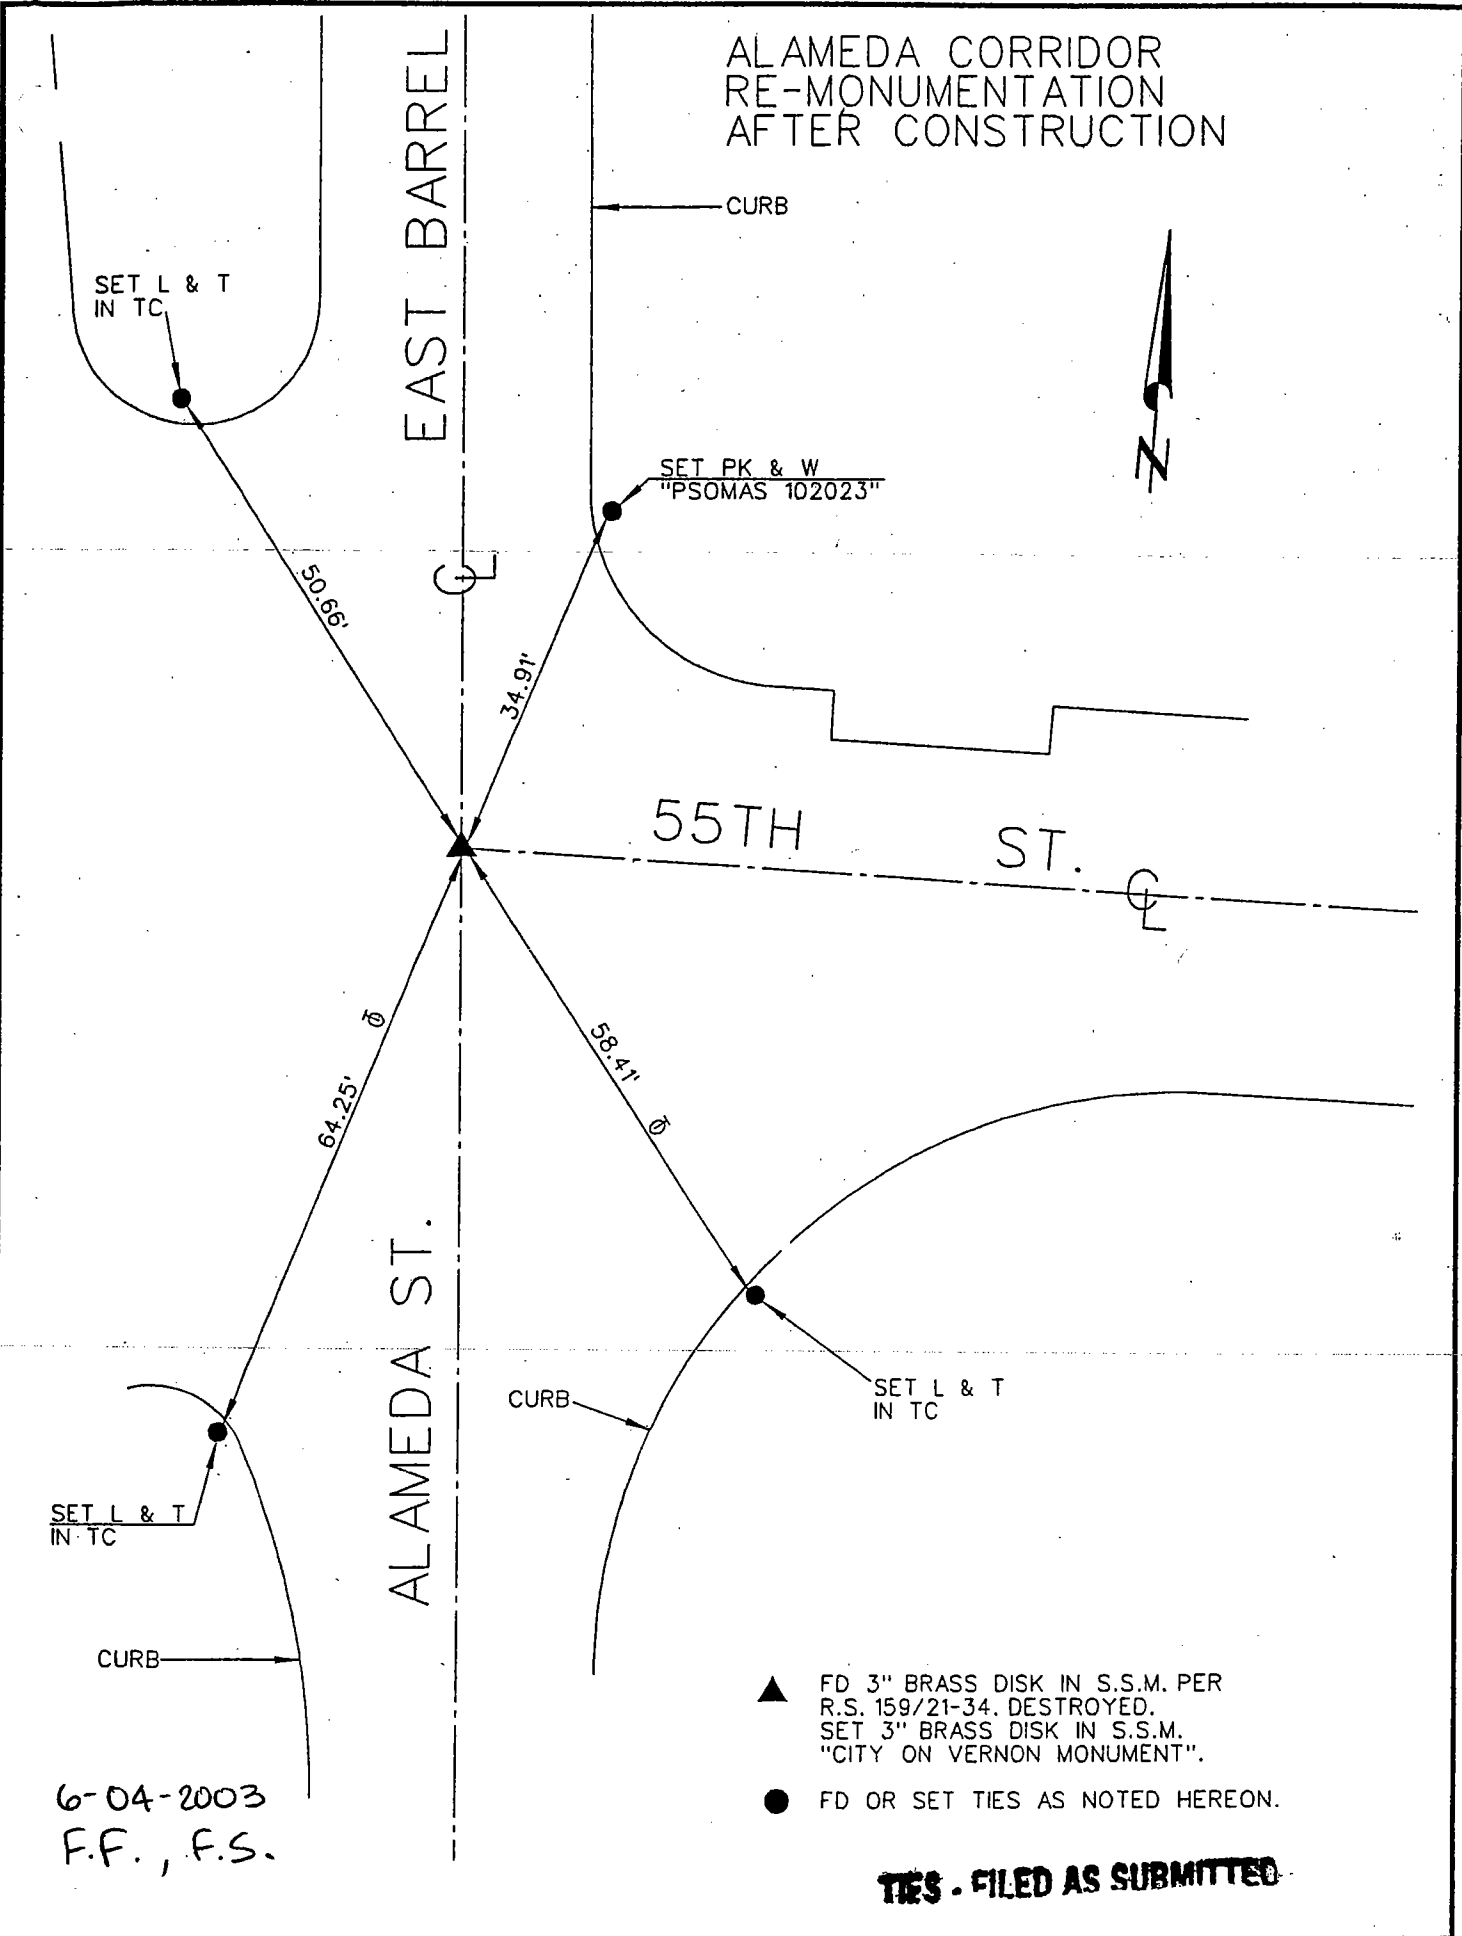 ALAMEDA CORRIDOR
RE-MONUMENTATION
AFTER CONSTRUCTION
EAST BARREL
CURB
SET L & T
IN TC
N
SET PK & W
"PSOMAS 102023"
CL
50.66'
34.91'
55TH ST.
CL
58.41'
64.25'
ALAMEDA ST.
CURB
SET L & T
IN TC
SET L & T
IN TC
CURB
FD 3" BRASS DISK IN S.S.M. PER
R.S. 159/21-34. DESTROYED.
SET 3" BRASS DISK IN S.S.M.
"CITY ON VERNON MONUMENT".
FD OR SET TIES AS NOTED HEREON.
6-04-2003
F.F., F.S.
TIES - FILED AS SUBMITTED